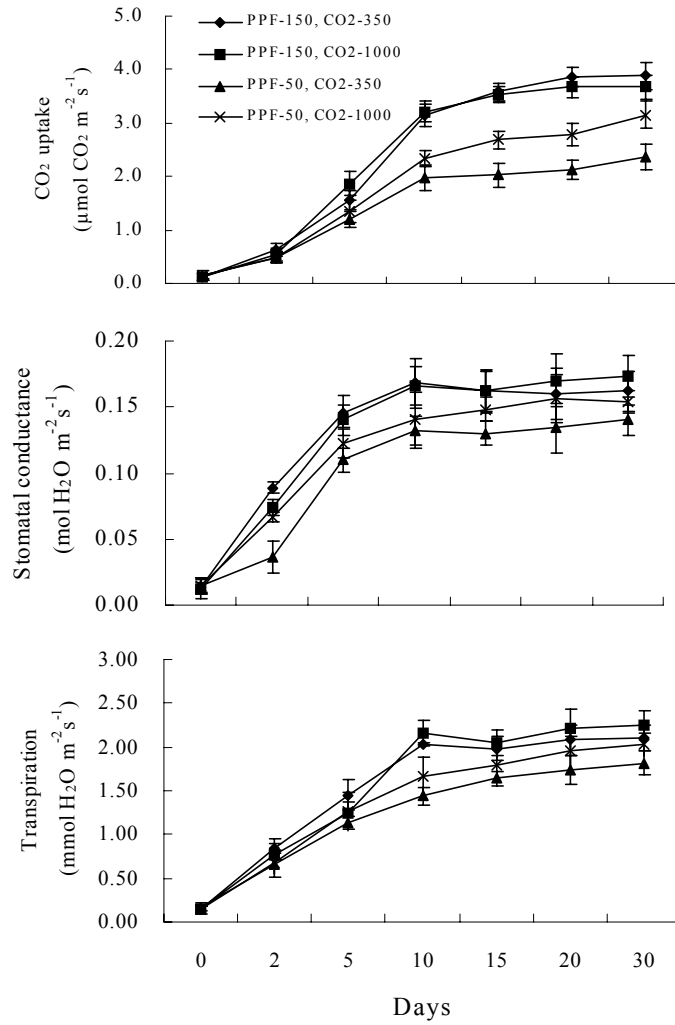 PPF-150, CO2-350
PPF-150, CO2-1000
PPF-50, CO2-350
PPF-50, CO2-1000
CO₂ uptake
(μmol CO₂ m⁻² s⁻¹)
5.0
4.0
3.0
2.0
1.0
0.0
Stomatal conductance
(mol H₂O m⁻² s⁻¹)
0.20
0.15
0.10
0.05
0.00
Transpiration
(mmol H₂O m⁻² s⁻¹)
3.00
2.50
2.00
1.50
1.00
0.50
0.00
0 2 5 10 15 20 30
Days